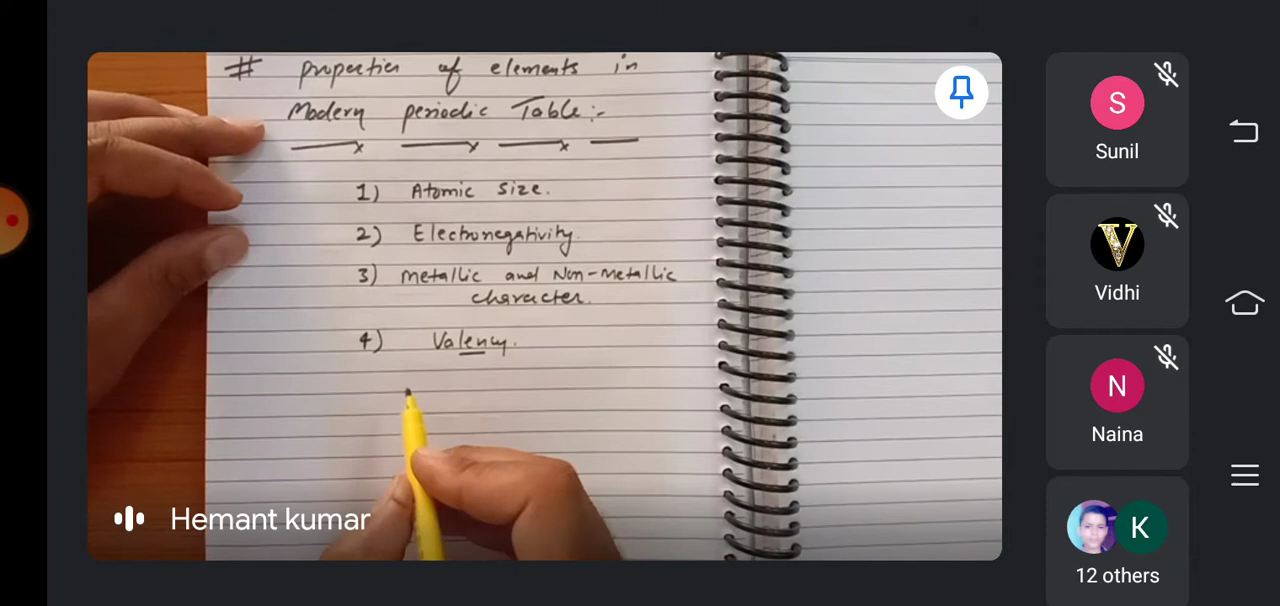 # properties of elements in
Modern periodic Table:-
1) Atomic size.
2) Electronegativity.
3) Metallic and Non-metallic
character.
4) Valency.
Hemant kumar
S
Sunil
V
Vidhi
N
Naina
K
12 others